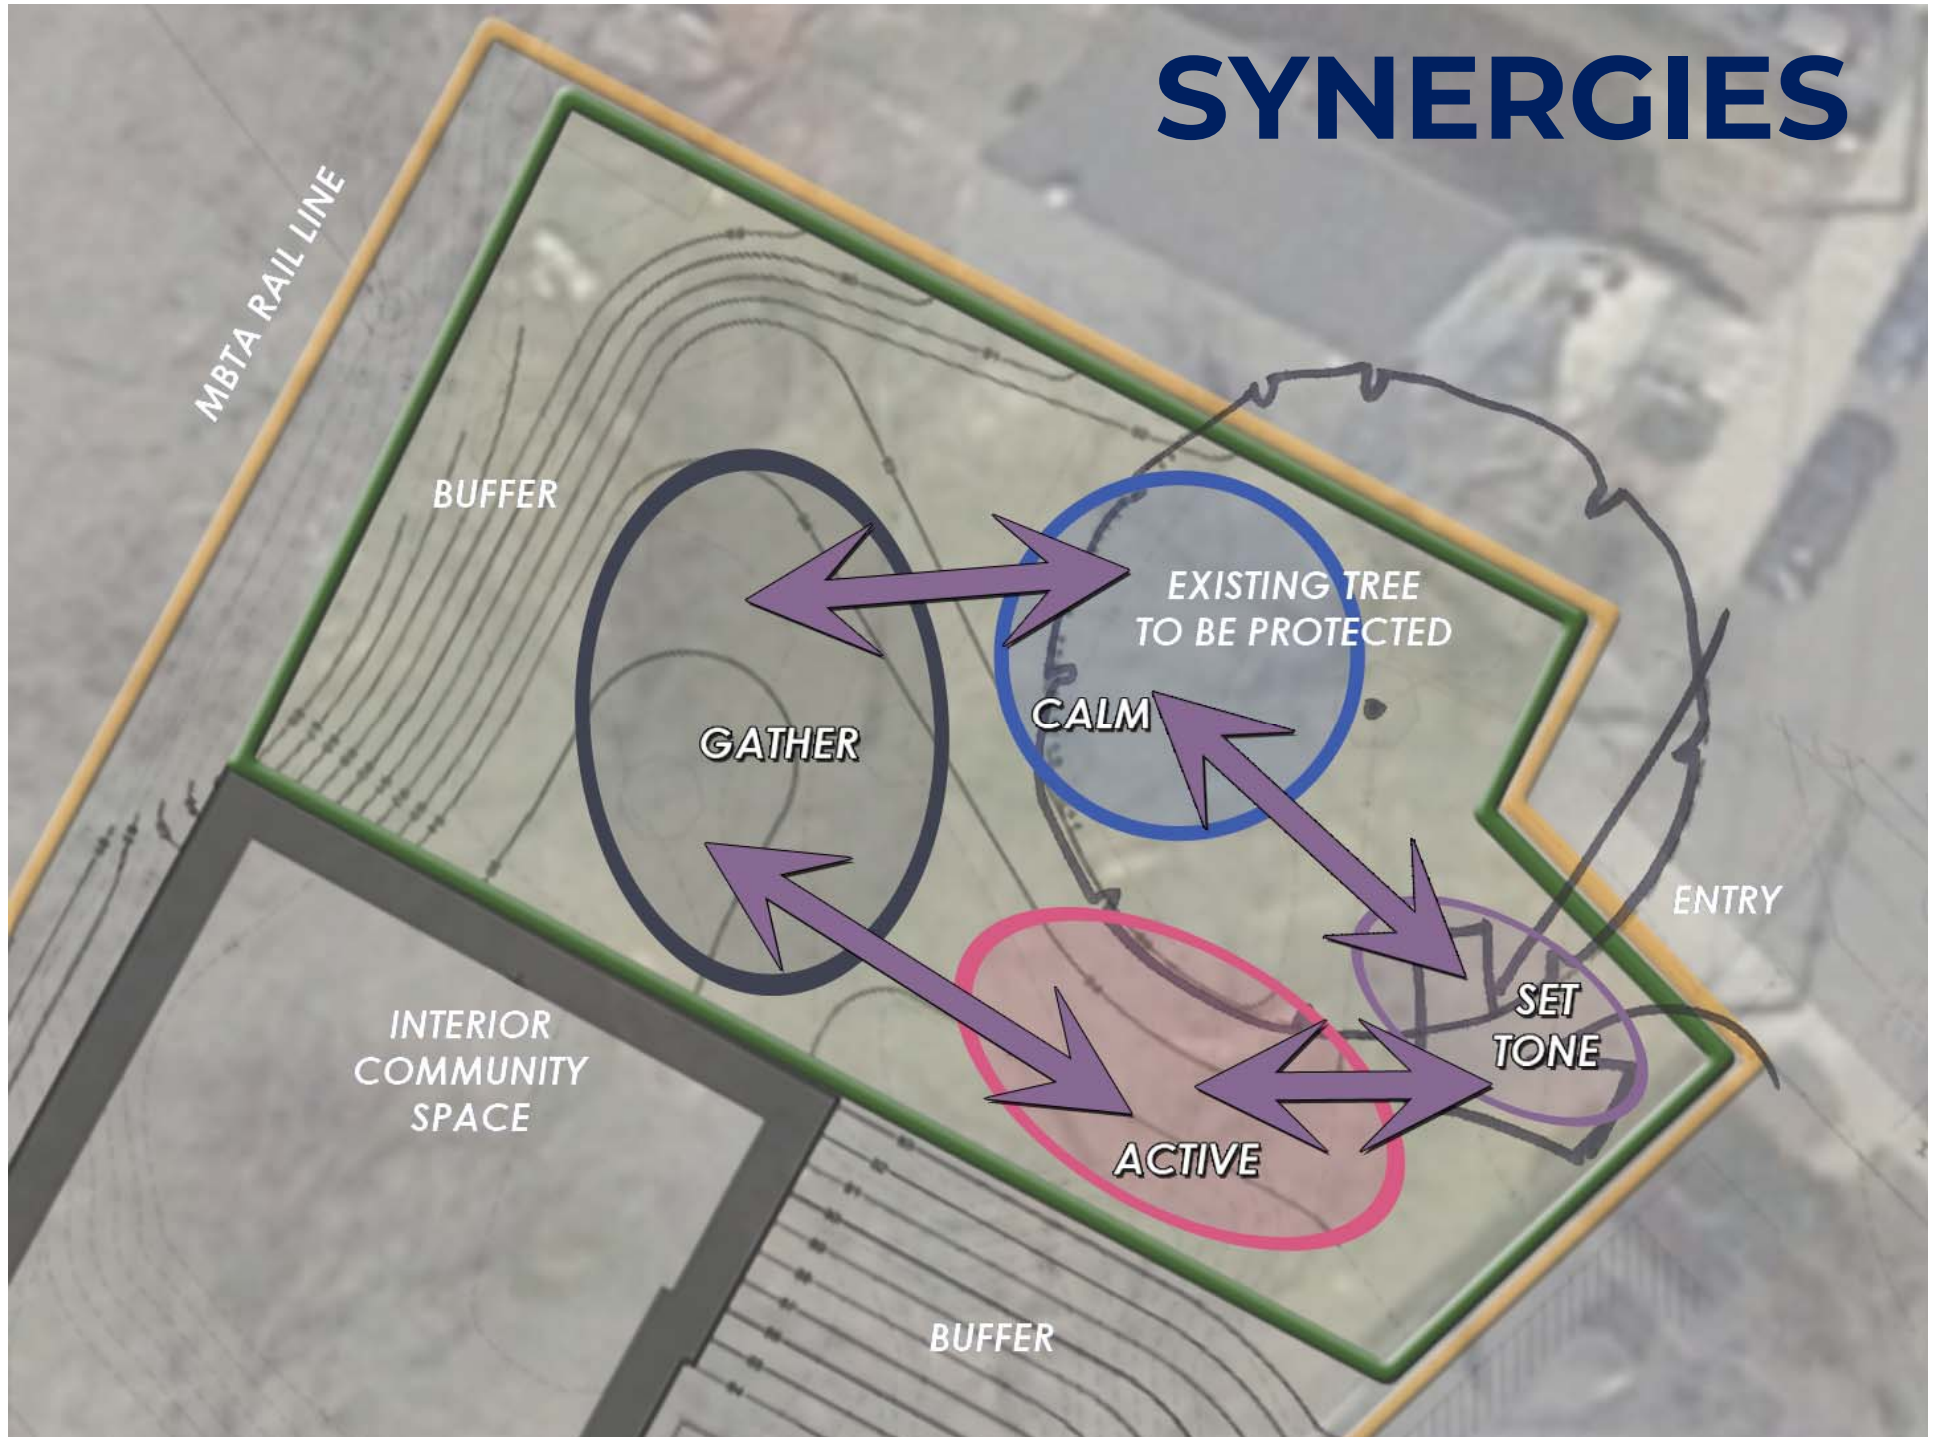 SYNERGIES
MBTA RAIL LINE
BUFFER
EXISTING TREE
TO BE PROTECTED
CALM
GATHER
ENTRY
SET
TONE
INTERIOR
COMMUNITY
SPACE
ACTIVE
BUFFER